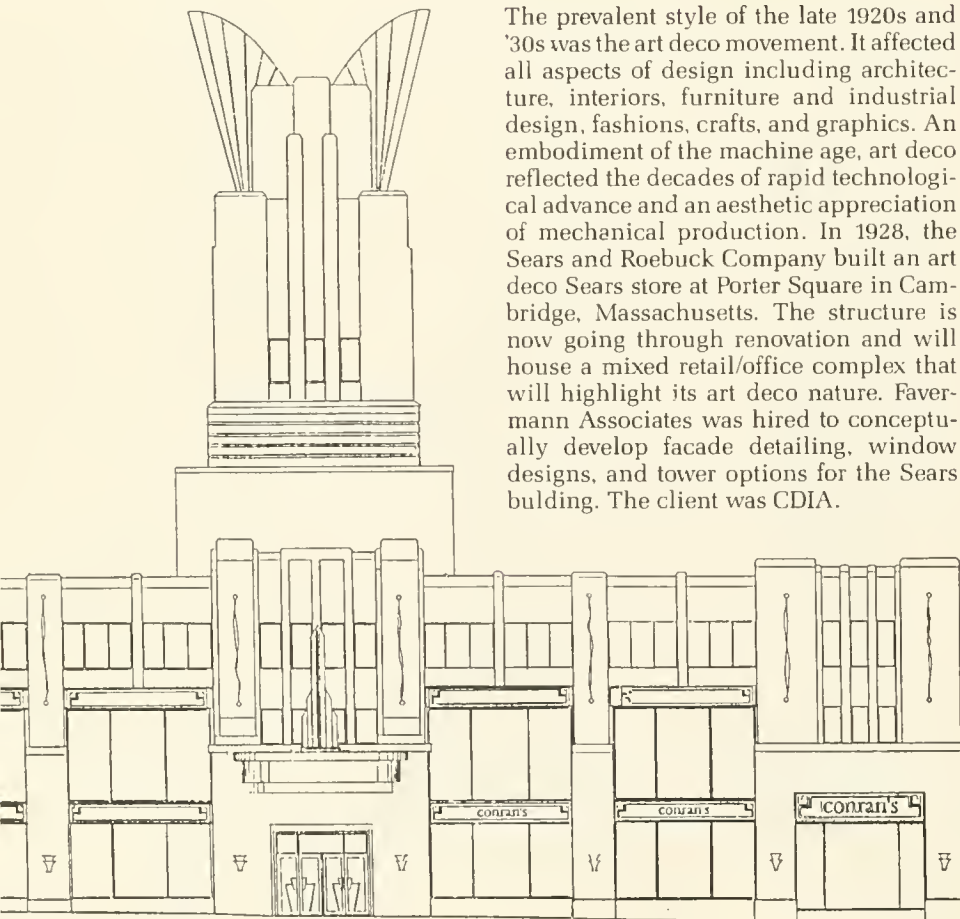 The prevalent style of the late 1920s and
'30s was the art deco movement. It affected
all aspects of design including architec-
ture, interiors, furniture and industrial
design, fashions, crafts, and graphics. An
embodiment of the machine age, art deco
reflected the decades of rapid technologi-
cal advance and an aesthetic appreciation
of mechanical production. In 1928, the
Sears and Roebuck Company built an art
deco Sears store at Porter Square in Cam-
bridge, Massachusetts. The structure is
now going through renovation and will
house a mixed retail/office complex that
will highlight its art deco nature. Faver-
mann Associates was hired to conceptu-
ally develop facade detailing, window
designs, and tower options for the Sears
bulding. The client was CDIA.
conran's
conran's
conran's